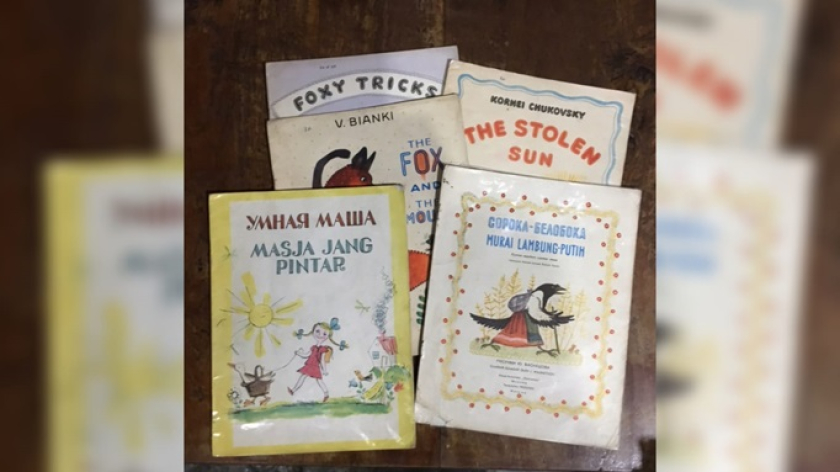 FOXY TRICKS
KORNEI CHUKOVSKY
THE STOLEN
SUN
V. BIANKI
THE
FOX
AND
THE
УМНАЯ МАША
MASJA JANG
PINTAR
СОРОКА-БЕЛОБОКА
MURAI LAMBUNG-PUTIH